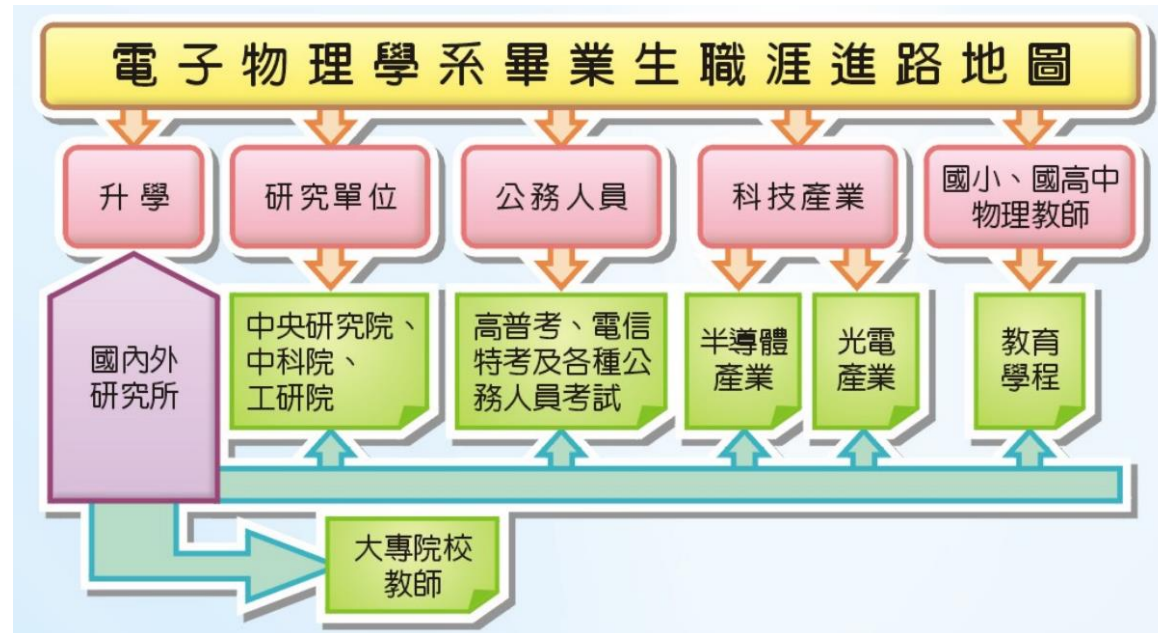 電子物理學系畢業生職涯進路地圖
升學
研究單位
公務人員
科技產業
國小、國高中
物理教師
國內外
研究所
中央研究院、
中科院、
工研院
高普考、電信
特考及各種公
務人員考試
半導體
產業
光電
產業
教育
學程
大專院校
教師